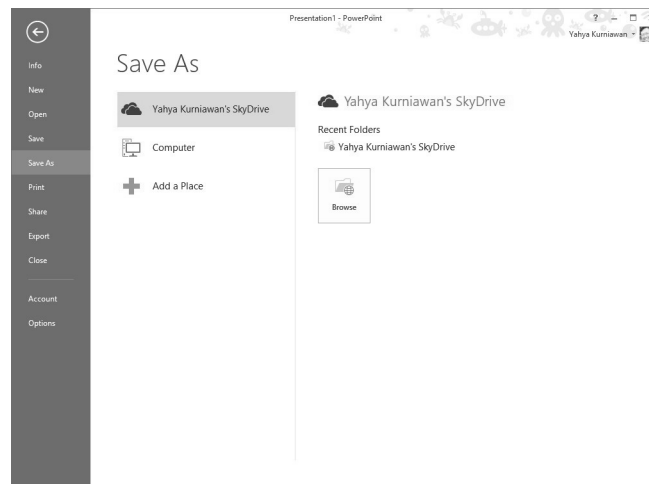 Presentation1 - PowerPoint
?
Yahya Kurniawan
Info
New
Open
Save
Save As
Print
Share
Export
Close
Account
Options
Save As
Yahya Kurniawan's SkyDrive
Computer
Add a Place
Yahya Kurniawan's SkyDrive
Recent Folders
Yahya Kurniawan's SkyDrive
Browse